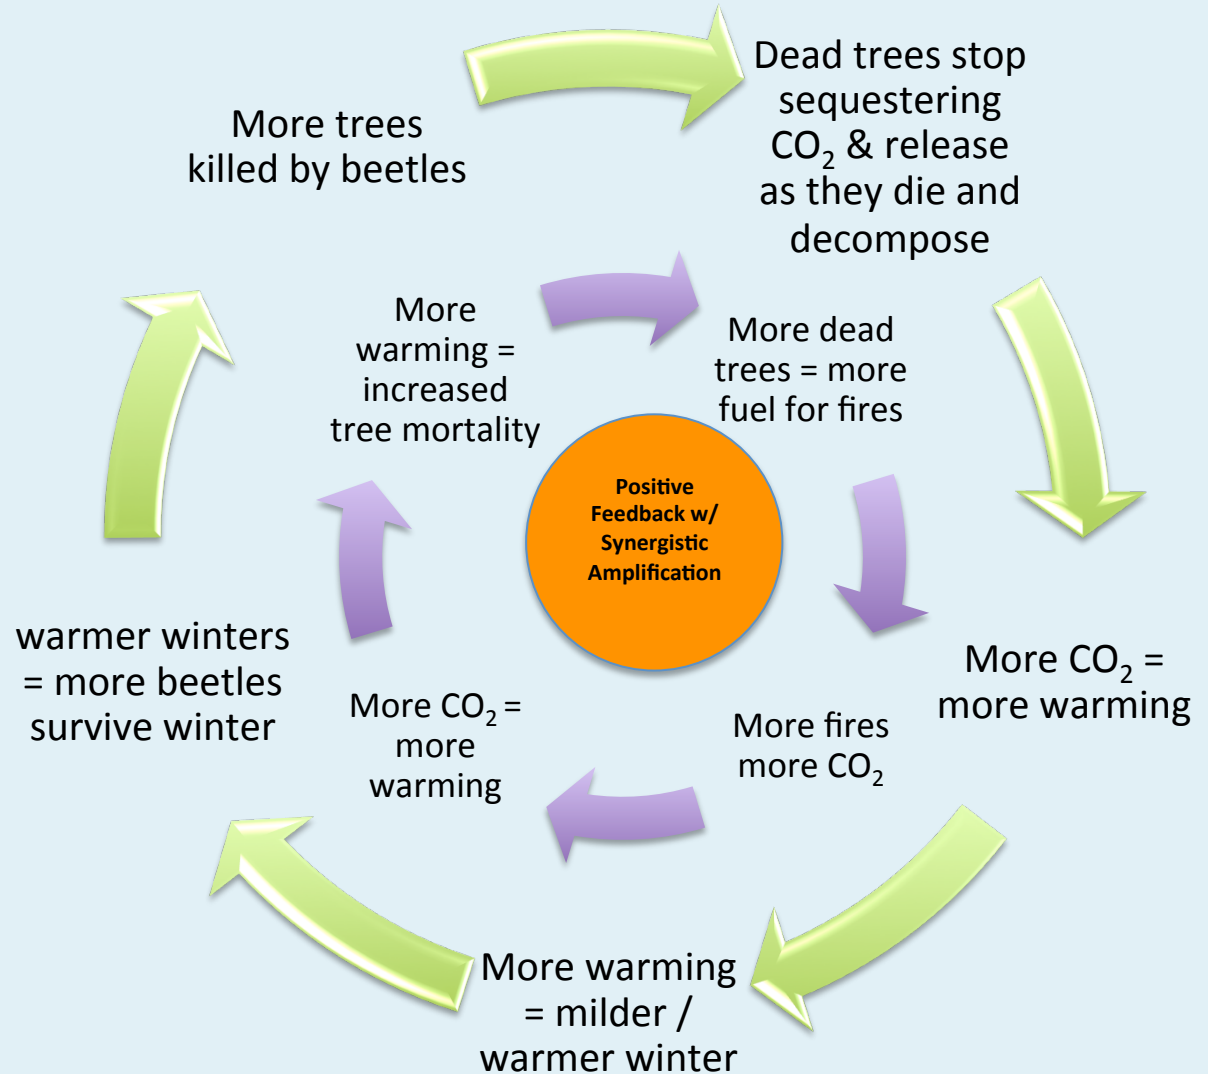 More trees
killed by beetles
Dead trees stop
sequestering
CO₂ & release
as they die and
decompose
More CO₂ =
more warming
More warming
= milder /
warmer winter
warmer winters
= more beetles
survive winter
More
warming =
increased
tree mortality
More dead
trees = more
fuel for fires
More fires
more CO₂
More CO₂ =
more
warming
Positive
Feedback w/
Synergistic
Amplification